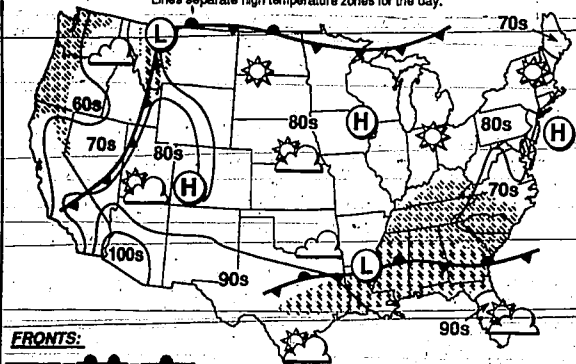 Lines separate high temperature zones for the day.
70s
L
60s
80s
H
80s
H
70s
80s
H
70s
100s
L
90s
90s
FRONTS: